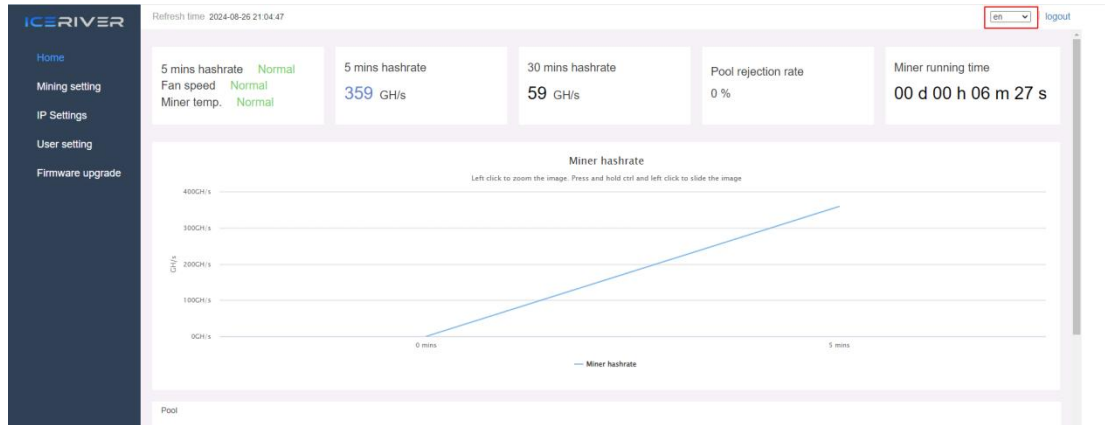 ICERIVER
Refresh time 2024-08-26 21:04:47
en
logout
Home
Mining setting
IP Settings
User setting
Firmware upgrade
5 mins hashrate Normal
Fan speed Normal
Miner temp. Normal
5 mins hashrate
359 GH/s
30 mins hashrate
59 GH/s
Pool rejection rate
0 %
Miner running time
00 d 00 h 06 m 27 s
Miner hashrate
Left click to zoom the image. Press and hold ctrl and left click to slide the image
400GH/s
300GH/s
200GH/s
100GH/s
0GH/s
GH/s
0 mins
5 mins
Miner hashrate
Pool